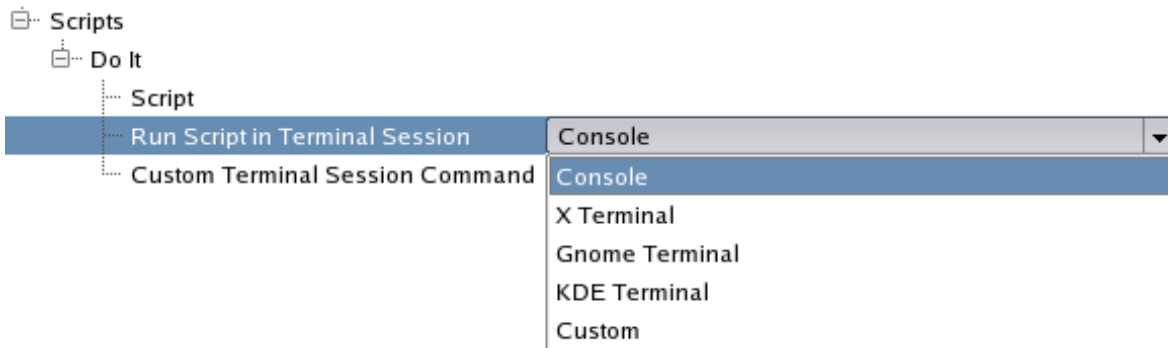 Scripts
Do It
Script
Run Script in Terminal Session Console
Custom Terminal Session Command Console
X Terminal
Gnome Terminal
KDE Terminal
Custom